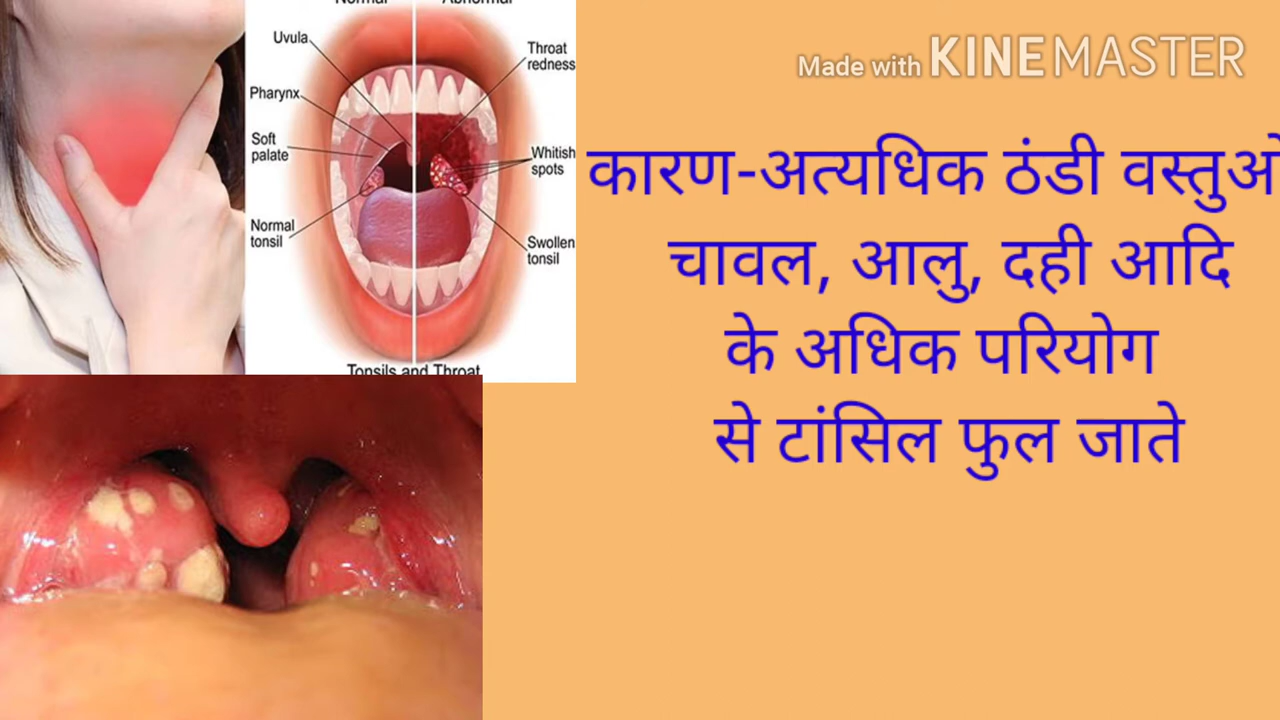 Normal Abnormal
Uvula
Throat
redness
Pharynx
Soft
palate
Whitish
spots
Normal
tonsil
Swollen
tonsil
Tonsils and Throat
Made with KINEMASTER
कारण-अत्यधिक ठंडी वस्तुओ
चावल, आलु, दही आदि
के अधिक परियोग
से टांसिल फुल जाते